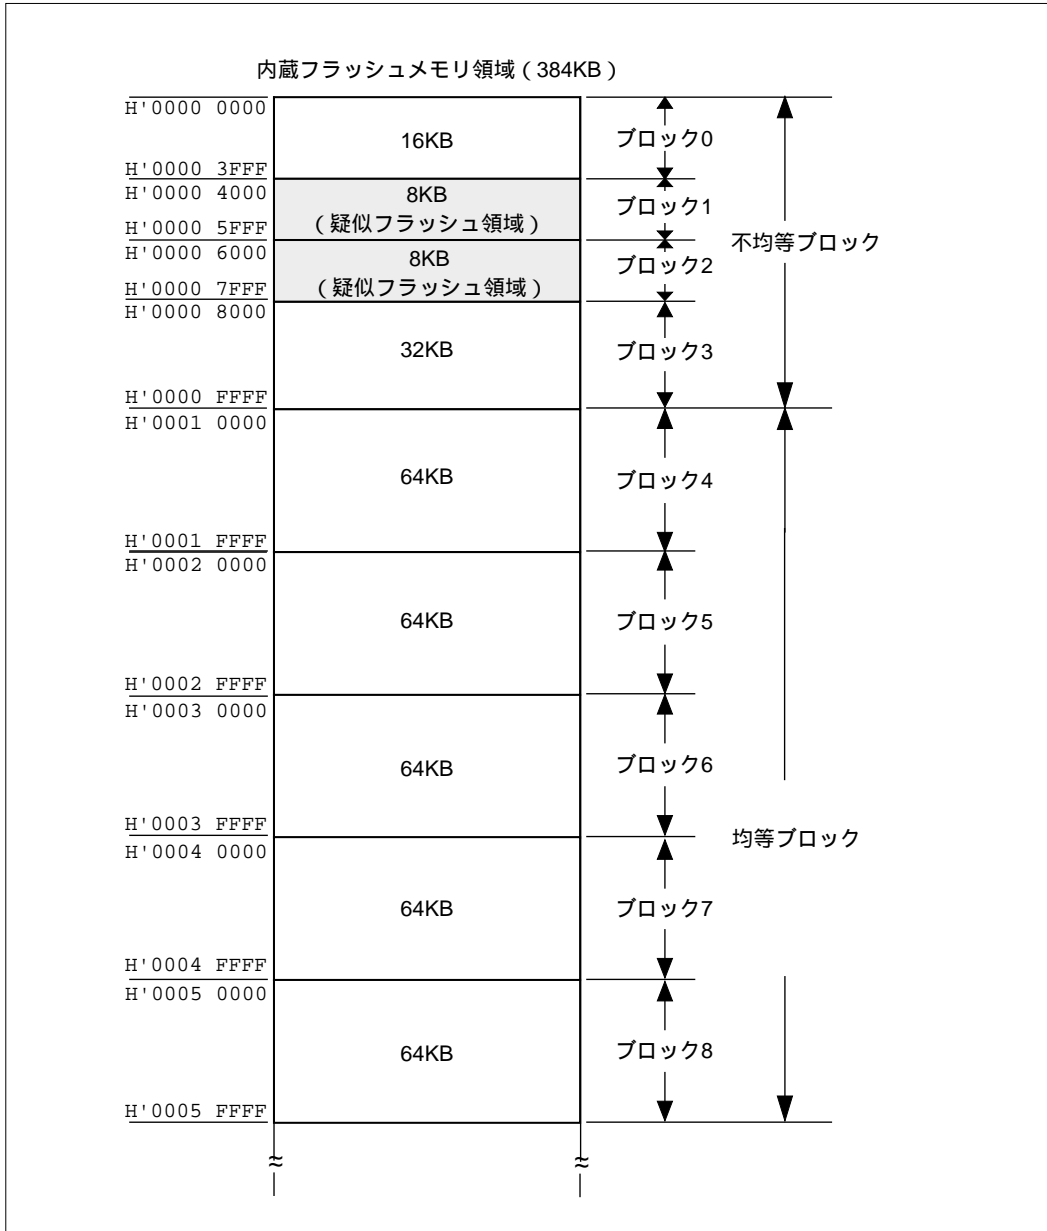 内蔵フラッシュメモリ領域（384KB）
H'0000 0000
16KB
ブロック0
H'0000 3FFF
H'0000 4000
8KB
（疑似フラッシュ領域）
ブロック1
H'0000 5FFF
不均等ブロック
H'0000 6000
8KB
（疑似フラッシュ領域）
ブロック2
H'0000 7FFF
H'0000 8000
32KB
ブロック3
H'0000 FFFF
H'0001 0000
64KB
ブロック4
H'0001 FFFF
H'0002 0000
64KB
ブロック5
H'0002 FFFF
H'0003 0000
64KB
ブロック6
H'0003 FFFF
均等ブロック
H'0004 0000
64KB
ブロック7
H'0004 FFFF
H'0005 0000
64KB
ブロック8
H'0005 FFFF